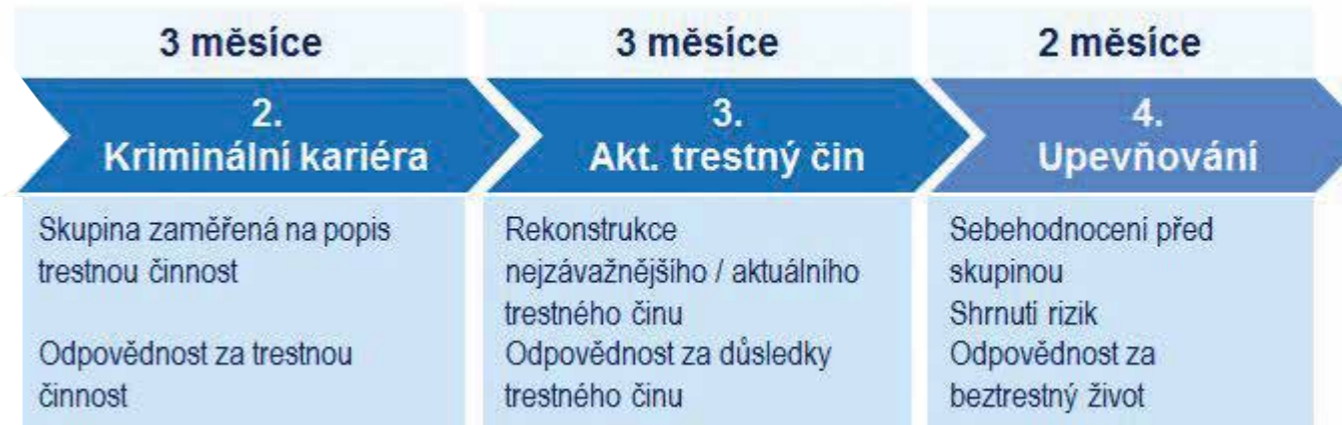 3 měsíce
2.
Kriminální kariéra
Skupina zaměřená na popis
trestnou činnost
Odpovědnost za trestnou
činnost
3 měsíce
3.
Akt. trestný čin
Rekonstrukce
nejzávažnějšího / aktuálního
trestného činu
Odpovědnost za důsledky
trestného činu
2 měsíce
4.
Upevňování
Sebehodnocení před
skupinou
Shrnutí rizik
Odpovědnost za
beztrestný život